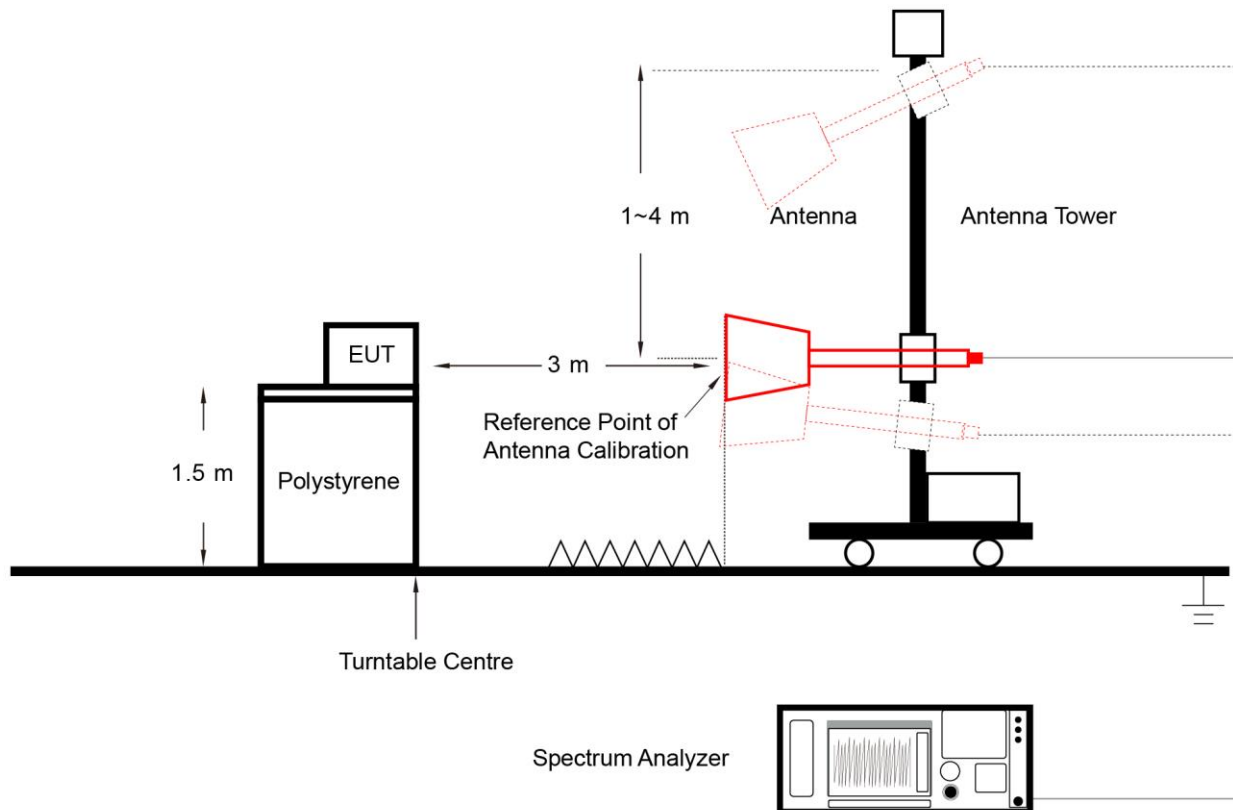 1~4 m
Antenna
Antenna Tower
EUT
3 m
Reference Point of
Antenna Calibration
1.5 m
Polystyrene
Turntable Centre
Spectrum Analyzer